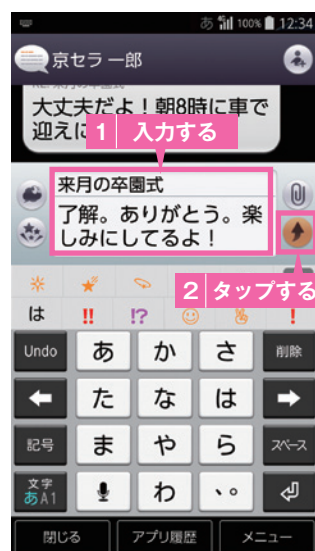 あ 100% 12:34
京セラ 一郎
大丈夫だよ！朝8時に車で
迎えに
1 入力する
来月の卒園式
了解。ありがとう。楽
しみにしてるよ！
2 タップする
は !! !? !
Undo あ か さ 削除
た な は
記号 ま や ら スペース
文字
あA1 わ 、。
閉じる アプリ履歴 メニュー